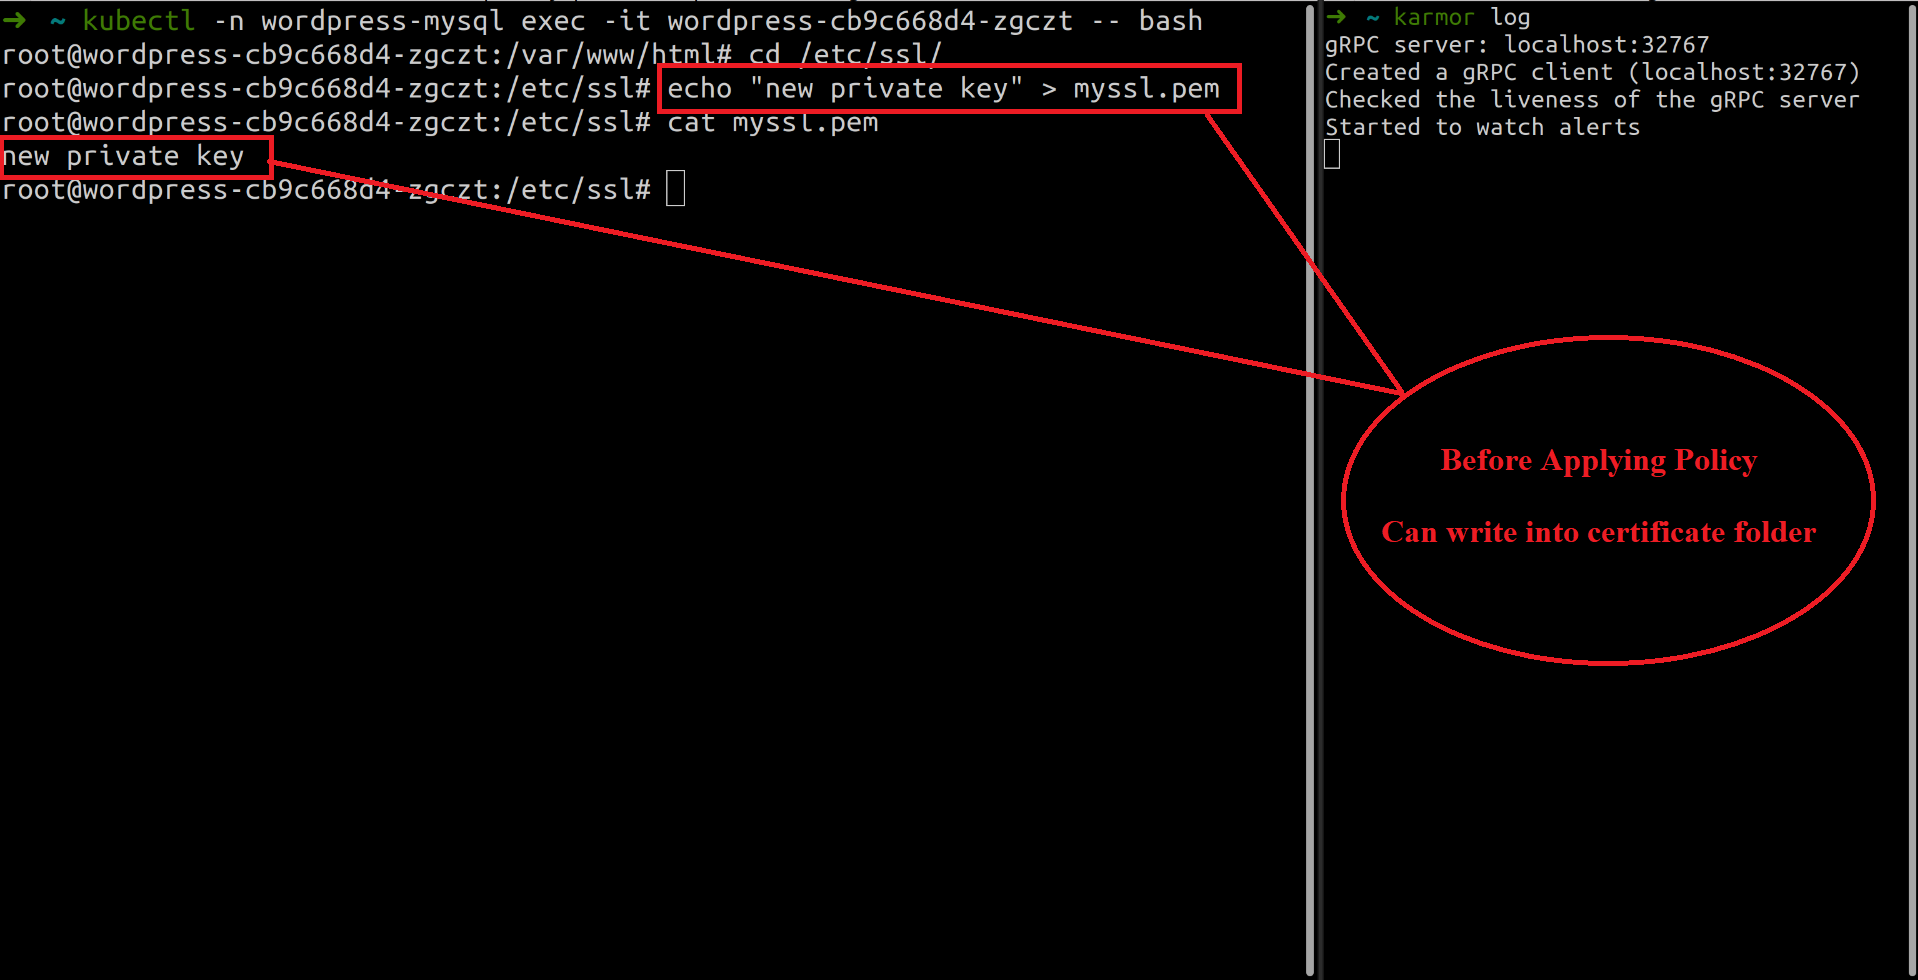 ➜ ~ kubectl -n wordpress-mysql exec -it wordpress-cb9c668d4-zgczt -- bash
root@wordpress-cb9c668d4-zgczt:/var/www/html# cd /etc/ssl/
root@wordpress-cb9c668d4-zgczt:/etc/ssl# echo "new private key" > myssl.pem
root@wordpress-cb9c668d4-zgczt:/etc/ssl# cat myssl.pem
new private key
root@wordpress-cb9c668d4-zgczt:/etc/ssl#
➜ ~ karmor log
gRPC server: localhost:32767
Created a gRPC client (localhost:32767)
Checked the liveness of the gRPC server
Started to watch alerts
Before Applying Policy
Can write into certificate folder